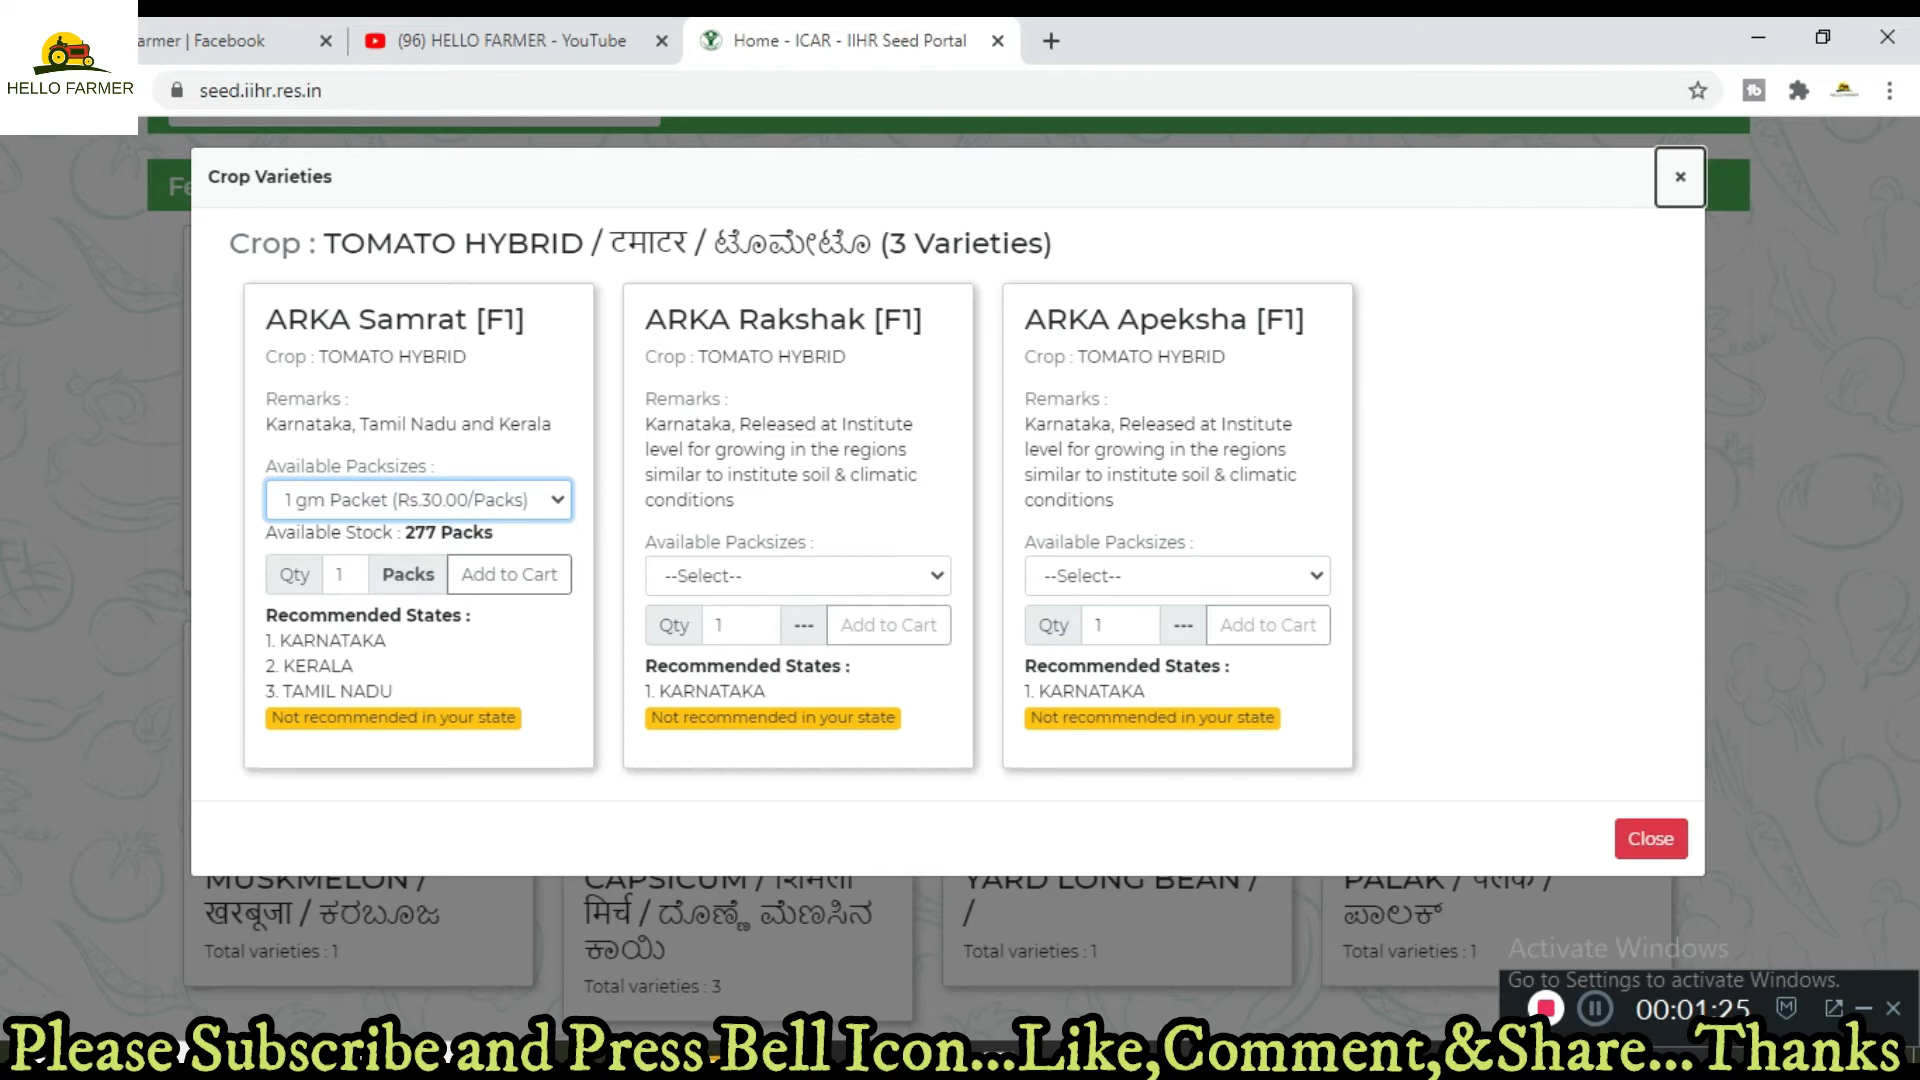 armer | Facebook
(96) HELLO FARMER - YouTube
Home - ICAR - IIHR Seed Portal
HELLO FARMER
seed.iihr.res.in
Crop Varieties
Crop : TOMATO HYBRID / टमाटर / ಟೊಮೇಟೊ (3 Varieties)
ARKA Samrat [F1]
Crop : TOMATO HYBRID
Remarks :
Karnataka, Tamil Nadu and Kerala
Available Packsizes :
1 gm Packet (Rs.30.00/Packs)
Available Stock : 277 Packs
Qty 1 Packs Add to Cart
Recommended States :
1. KARNATAKA
2. KERALA
3. TAMIL NADU
Not recommended in your state
ARKA Rakshak [F1]
Crop : TOMATO HYBRID
Remarks :
Karnataka, Released at Institute
level for growing in the regions
similar to institute soil & climatic
conditions
Available Packsizes :
--Select--
Qty 1 --- Add to Cart
Recommended States :
1. KARNATAKA
Not recommended in your state
ARKA Apeksha [F1]
Crop : TOMATO HYBRID
Remarks :
Karnataka, Released at Institute
level for growing in the regions
similar to institute soil & climatic
conditions
Available Packsizes :
--Select--
Qty 1 --- Add to Cart
Recommended States :
1. KARNATAKA
Not recommended in your state
Close
MUSKMELON /
खरबूजा / ಕರಬೂಜ
Total varieties : 1
CAPSICUM / शिमला
मिर्च / ದೊಣ್ಣೆ ಮೆಣಸಿನ
ಕಾಯಿ
Total varieties : 3
YARD LONG BEAN /
/
Total varieties : 1
PALAK / पलक /
ಪಾಲಕ್
Total varieties : 1
Activate Windows
Go to Settings to activate Windows.
00:01:25
Please Subscribe and Press Bell Icon...Like,Comment,&Share...Thanks